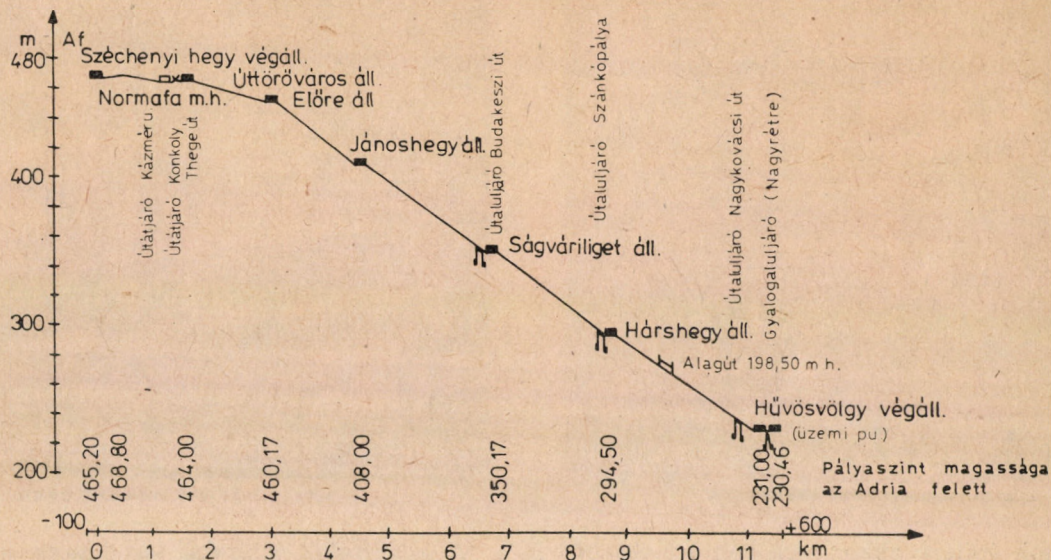 m Af
480
Széchenyi hegy végáll.
Úttörőváros áll.
Normafa m.h.
Előre áll
Jánoshegy áll.
400
Útátjáró Kázmér u
Útátjáró Konkoly
Thege út
Útaluljáró Budakeszi út
Útaluljáró Szánkópálya
Útaluljáró Nagykovácsi út
Gyalogaluljáró (Nagyrétre)
Ságváriliget áll.
300
Hárshegy áll.
Alagút 198,50 m h.
Hűvösvölgy végáll.
(üzemi pu)
200
465,20
468,80
464,00
460,17
408,00
350,17
294,50
231,00
230,46
Pályaszint magassága
az Adria felett
-100
+600
0 1 2 3 4 5 6 7 8 9 10 11 km